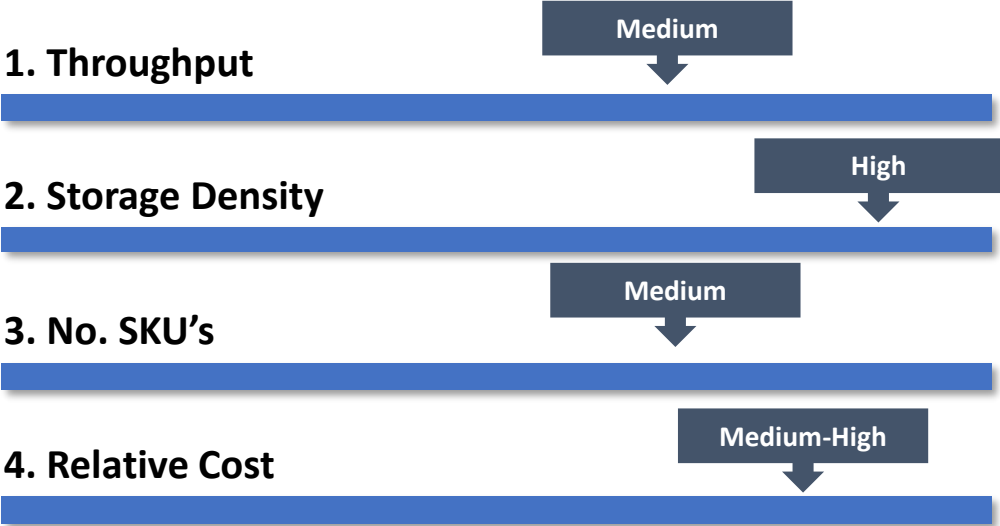 Medium
1. Throughput
High
2. Storage Density
Medium
3. No. SKU’s
Medium-High
4. Relative Cost